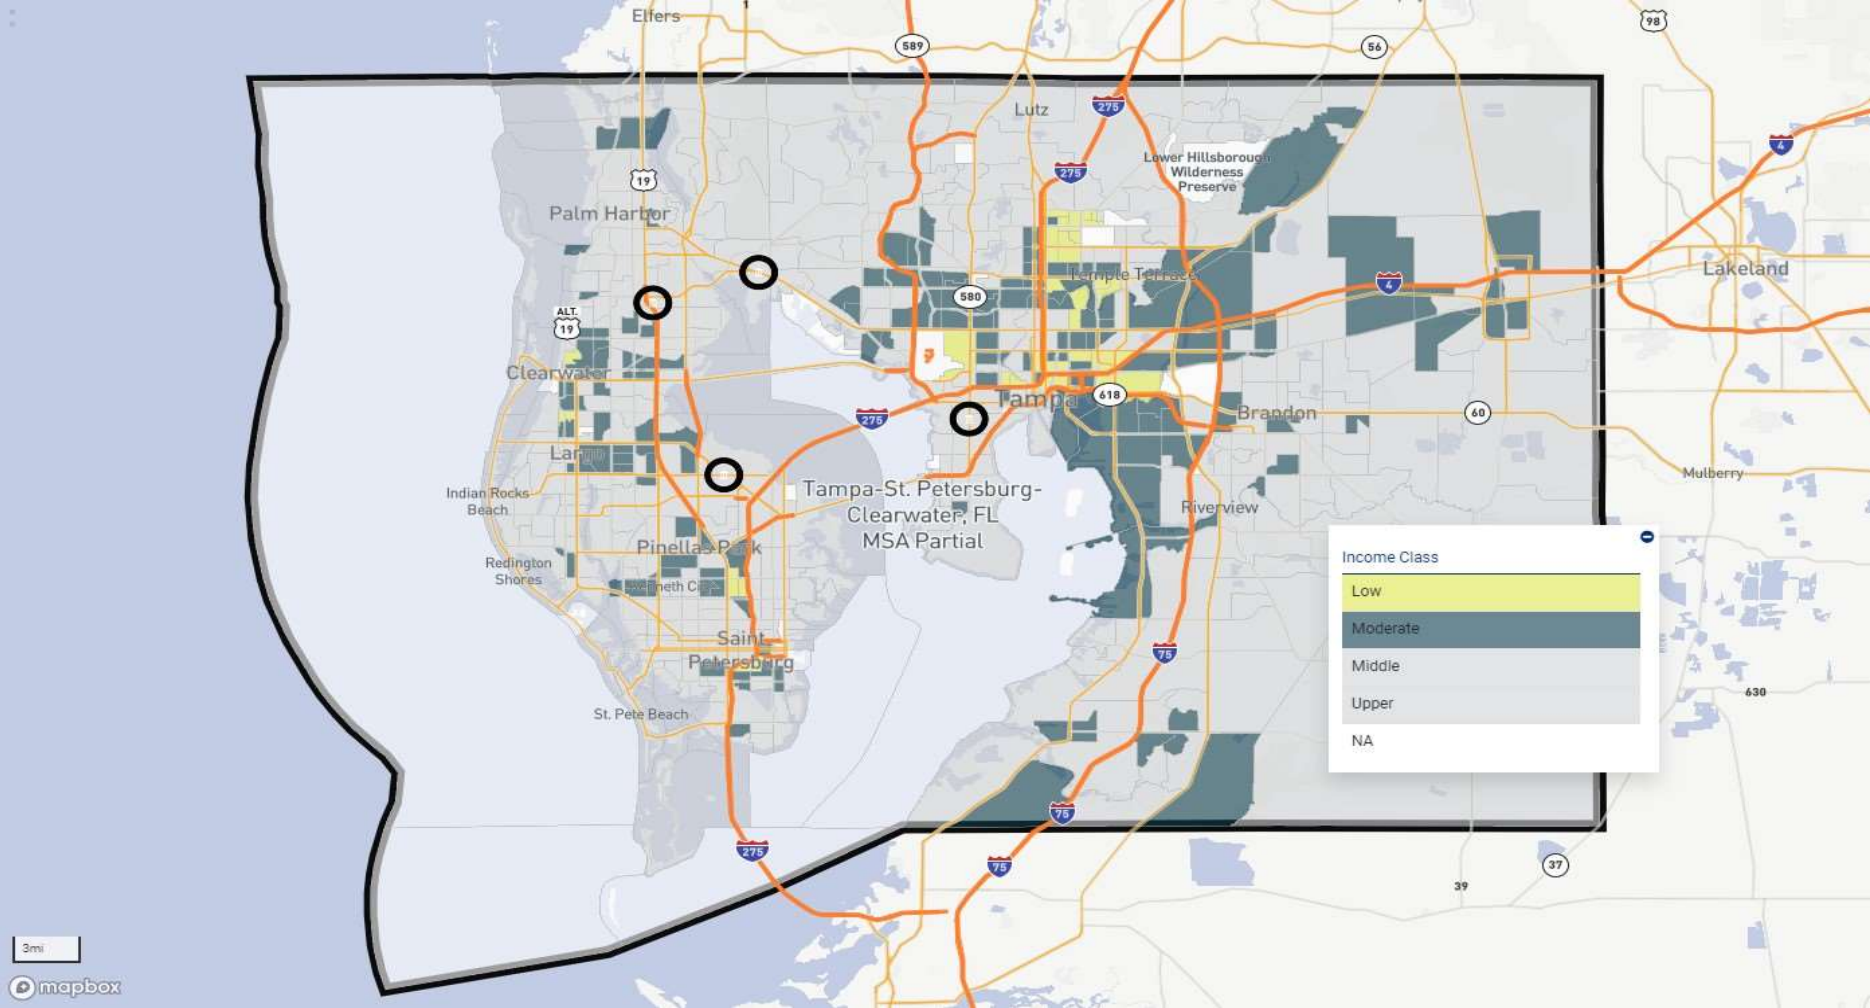 Elfers
1
98
589
56
Lutz
275
4
Lower Hillsborough
Wilderness
Preserve
275
19
Palm Harbor
Temple Terrace
Lakeland
4
580
ALT.
19
Clearwater
Tampa
618
Brandon
60
275
Largo
Mulberry
Indian Rocks
Beach
Tampa-St. Petersburg-
Clearwater, FL
MSA Partial
Riverview
Pinellas Park
Redington
Shores
Kenneth City
Income Class
Low
Moderate
Middle
Upper
NA
Saint
Petersburg
75
630
St. Pete Beach
75
275
75
37
39
3mi
mapbox